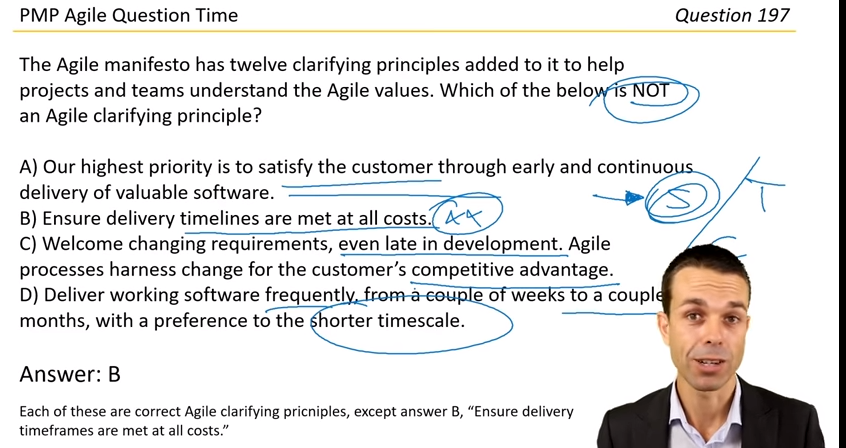 PMP Agile Question Time
Question 197
The Agile manifesto has twelve clarifying principles added to it to help
projects and teams understand the Agile values. Which of the below is NOT
an Agile clarifying principle?
A) Our highest priority is to satisfy the customer through early and continuous
delivery of valuable software.
B) Ensure delivery timelines are met at all costs.
C) Welcome changing requirements, even late in development. Agile
processes harness change for the customer’s competitive advantage.
D) Deliver working software frequently, from a couple of weeks to a couple
months, with a preference to the shorter timescale.
S
T
Answer: B
Each of these are correct Agile clarifying pricniples, except answer B, “Ensure delivery
timeframes are met at all costs.”